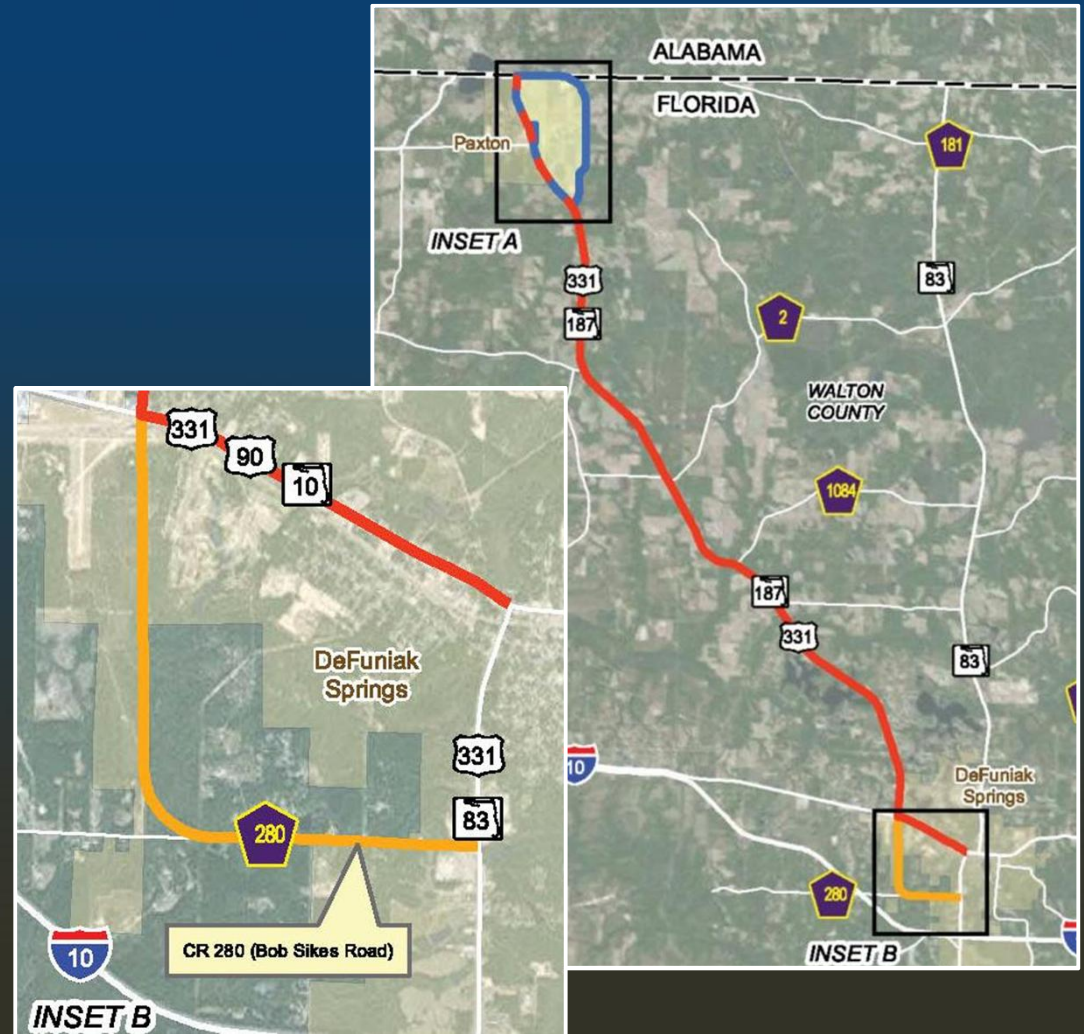 ALABAMA
FLORIDA
181
Paxton
INSET A
83
331
187
2
WALTON
COUNTY
1084
187
331
83
10
DeFuniak
Springs
280
INSET B
331
90
10
DeFuniak
Springs
331
83
280
CR 280 (Bob Sikes Road)
10
INSET B